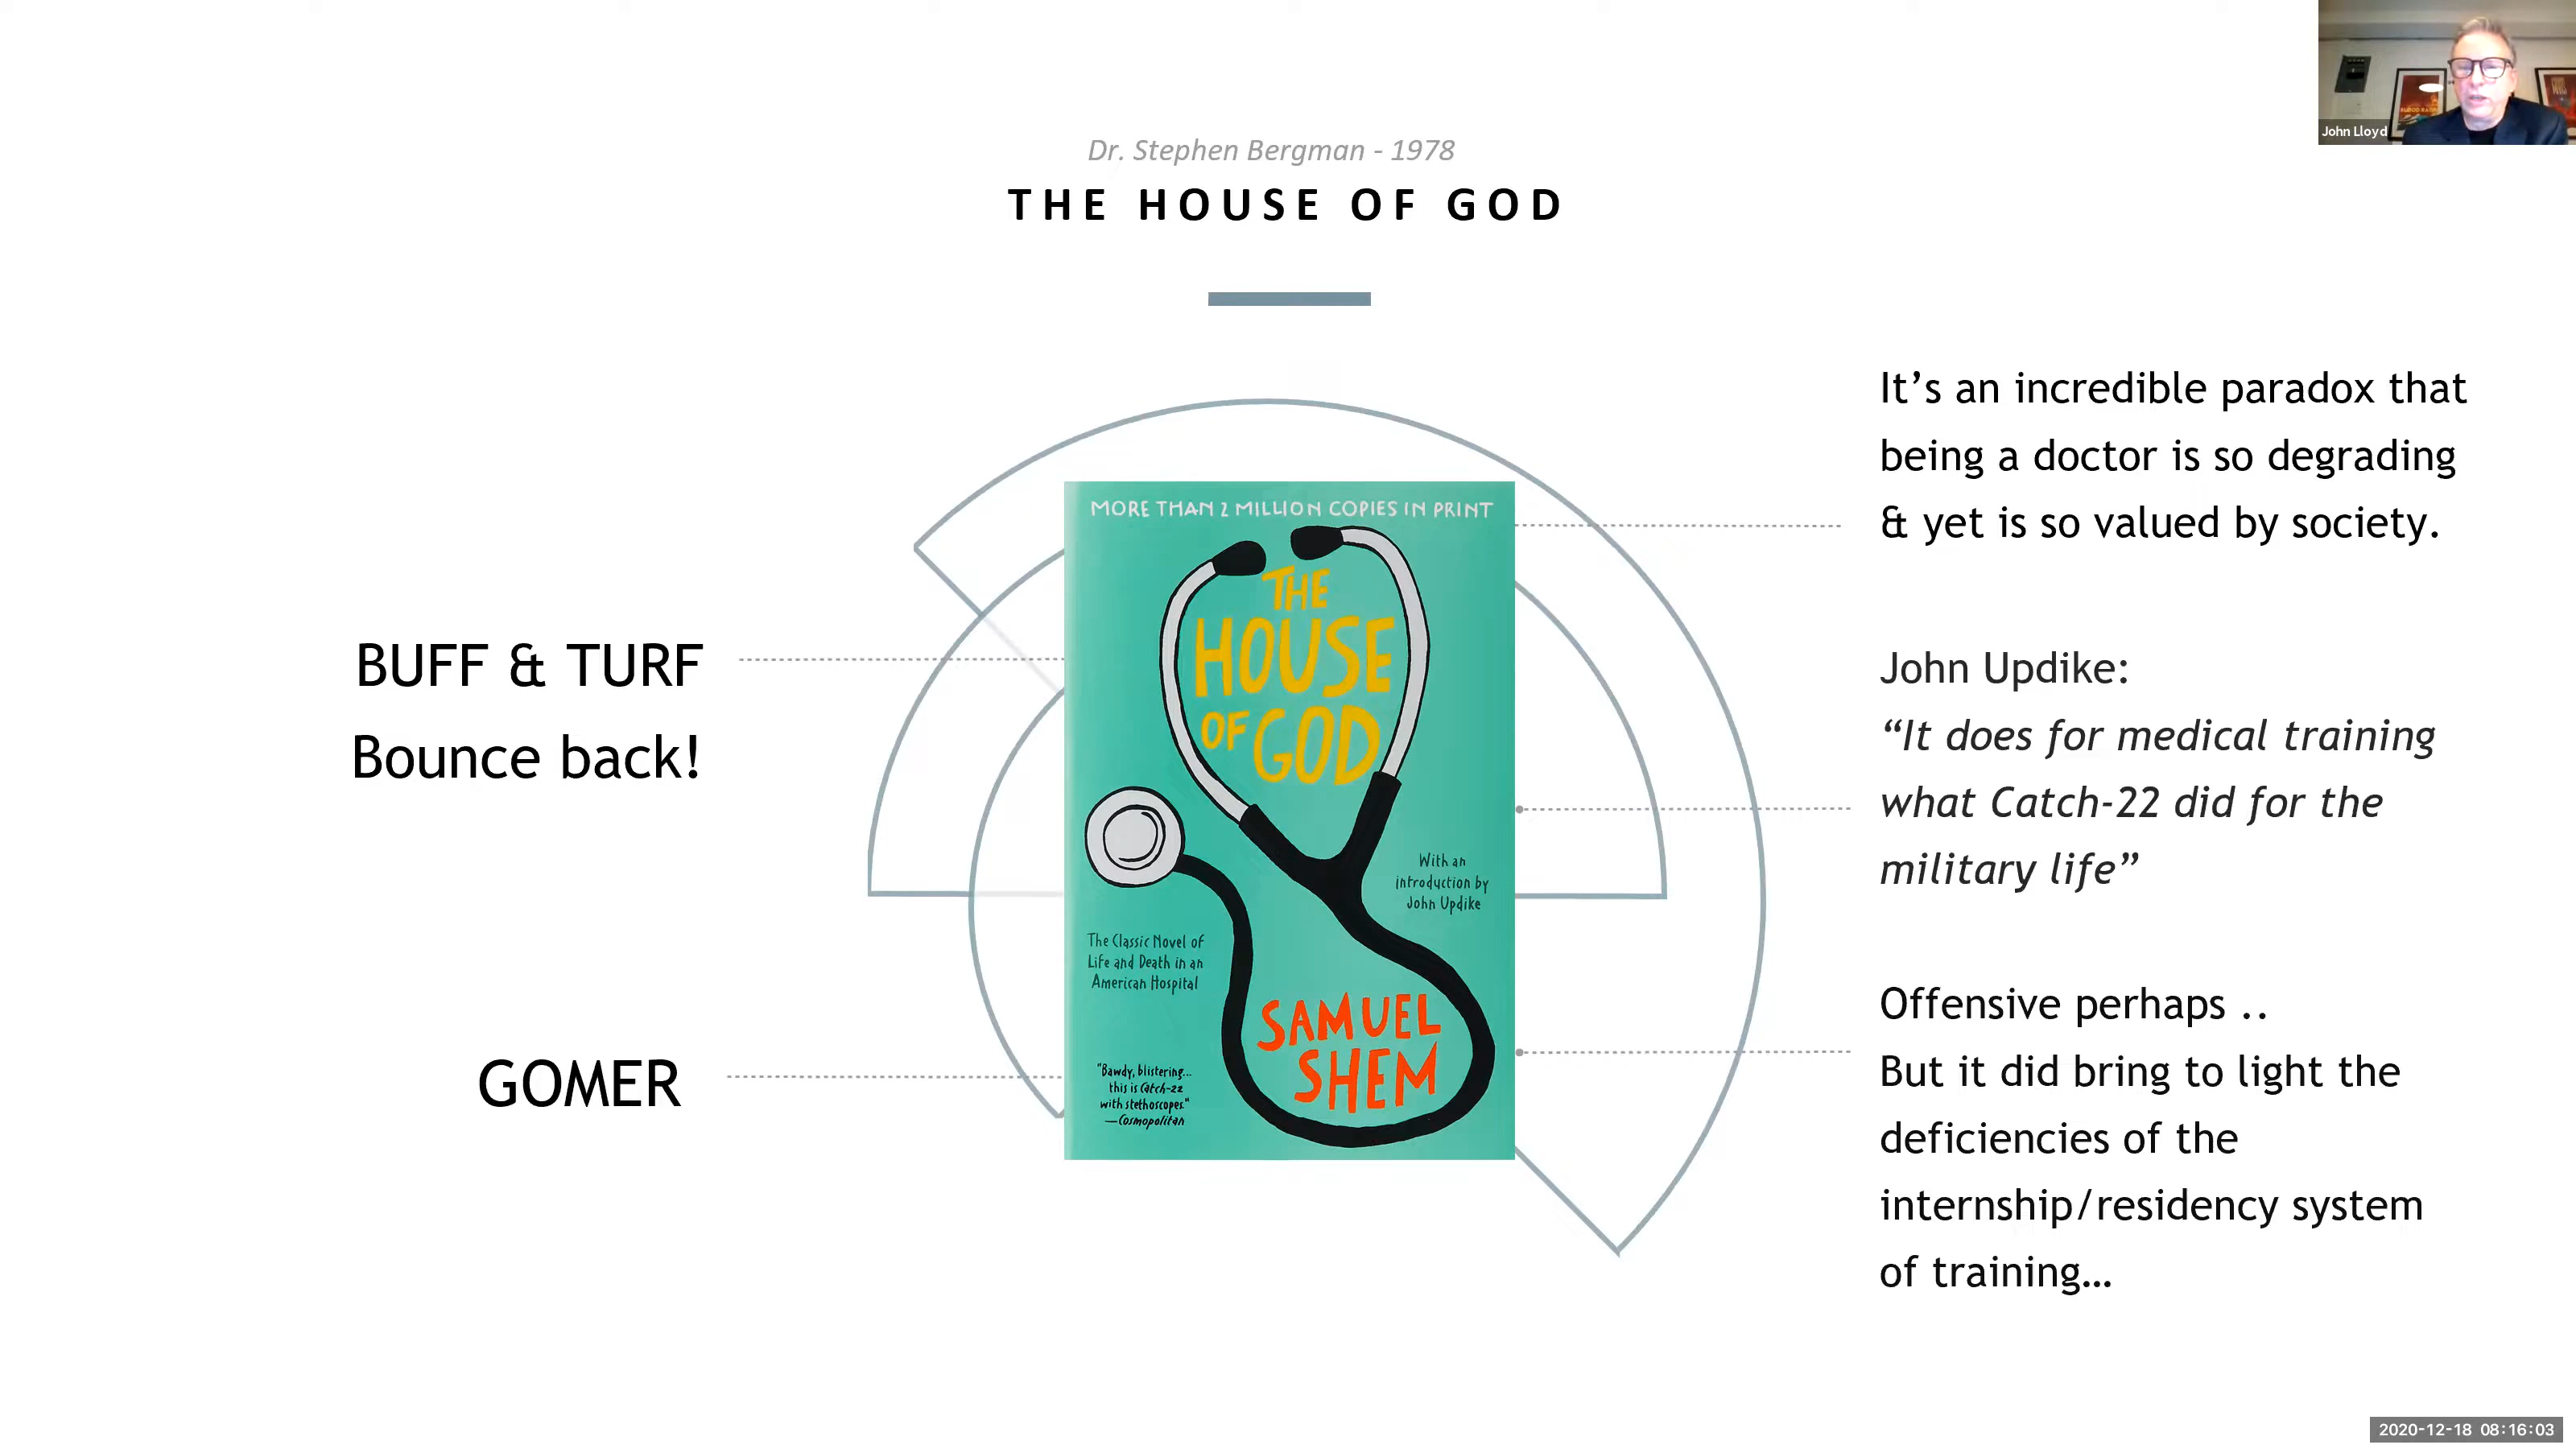 John Lloyd
Dr. Stephen Bergman - 1978
THE HOUSE OF GOD
BUFF & TURF
Bounce back!
GOMER
MORE THAN 2 MILLION COPIES IN PRINT
THE
HOUSE
OF GOD
With an
introduction by
John Updike
The Classic Novel of
Life and Death in an
American Hospital
SAMUEL
SHEM
"Bawdy, blistering...
this is Catch-22
with stethoscopes."
—Cosmopolitan
It’s an incredible paradox that
being a doctor is so degrading
& yet is so valued by society.
John Updike:
“It does for medical training
what Catch-22 did for the
military life”
Offensive perhaps ..
But it did bring to light the
deficiencies of the
internship/residency system
of training…
2020-12-18 08:16:03